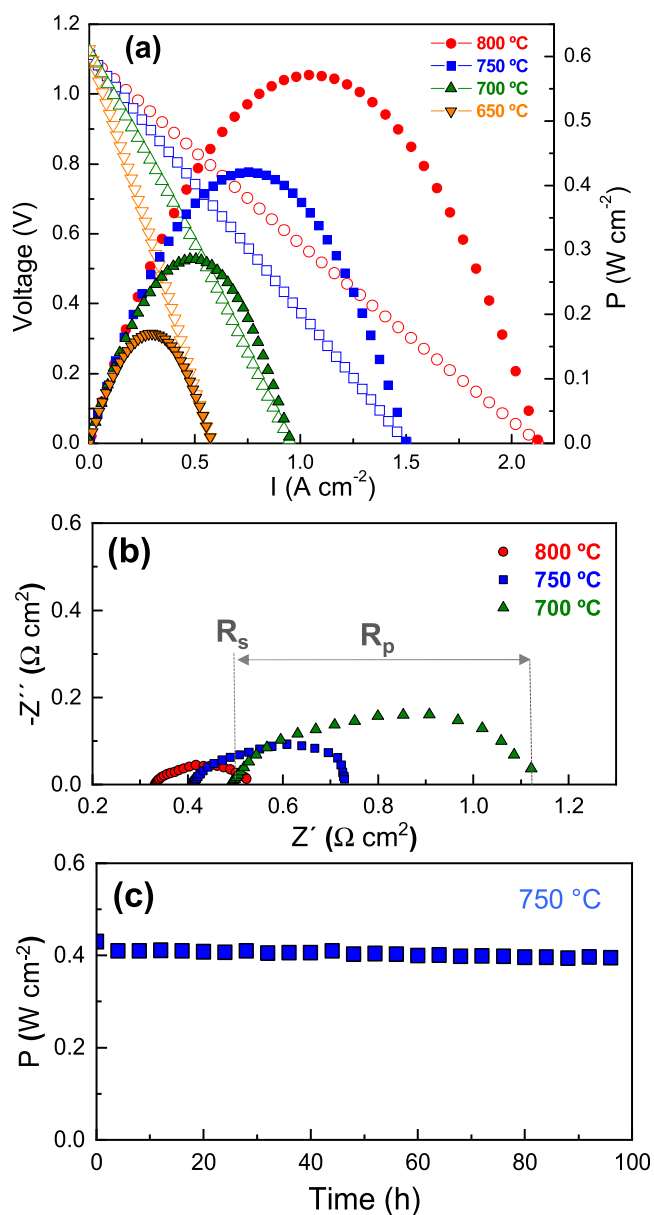 (a)
800 ºC
750 ºC
700 ºC
650 ºC
1.2
1.0
0.8
0.6
0.4
0.2
0.0
Voltage (V)
0.6
0.5
0.4
0.3
0.2
0.1
0.0
P (W cm-2)
0.0 0.5 1.0 1.5 2.0
I (A cm-2)
(b)
800 ºC
750 ºC
700 ºC
Rs
Rp
0.6
0.4
0.2
0.0
-Z´´ (Ω cm2)
0.2 0.4 0.6 0.8 1.0 1.2
Z´ (Ω cm2)
(c)
750 °C
0.6
0.4
0.2
0.0
P (W cm-2)
0 20 40 60 80 100
Time (h)